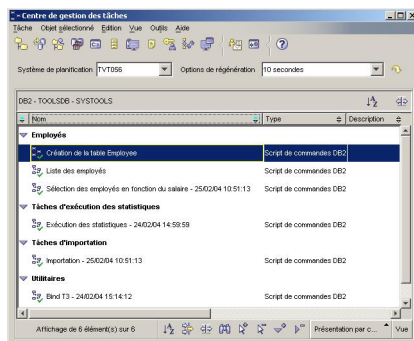 - Centre de gestion des tâches
Tâche Objet sélectionné Edition Vue Outils Aide
Système de planification TVT056 Options de régénération 10 secondes
DB2 - TOOLSDB - SYSTOOLS
Nom Type Description
Employés
Création de la table Employee Script de commandes DB2
Liste des employés Script de commandes DB2
Sélection des employés en fonction du salaire - 25/02/04 10:51:13 Script de commandes DB2
Tâches d'exécution des statistiques
Exécution des statistiques - 24/02/04 14:59:59 Script de commandes DB2
Tâches d'importation
Importation - 25/02/04 10:51:13 Script de commandes DB2
Utilitaires
Bind T3 - 24/02/04 15:14:12 Script de commandes DB2
Affichage de 6 élément(s) sur 6 Présentation par c... Vue